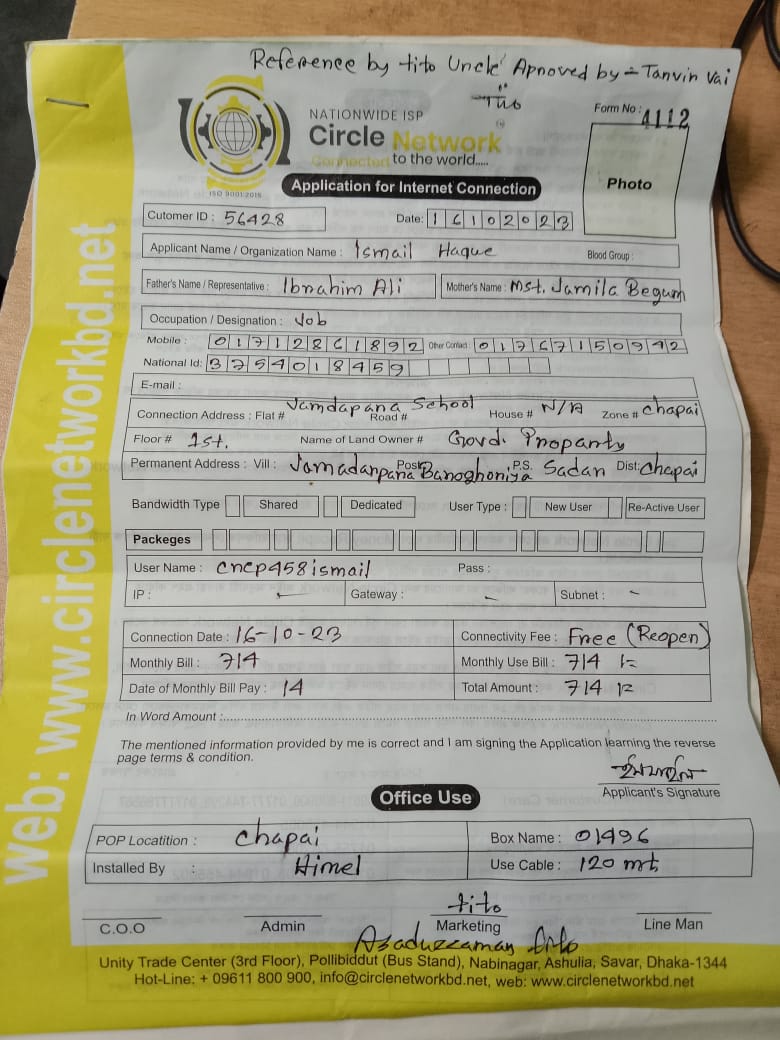 Reference by tito Uncle Apnoved by = Tanvin Vai
Tito
NATIONWIDE ISP
Form No : 4112
Circle Network
Connected to the world.....
ISO 9001:2015
Photo
Application for Internet Connection
Cutomer ID : 56428 Date: 16102023
Applicant Name / Organization Name : Ismail Haque Blood Group :
Father's Name / Representative : Ibrahim Ali Mother's Name : Mst. Jamila Begum
Occupation / Designation : Job
Mobile : 01712861892 Other Contact : 01767150942
National Id: 3754018459
E-mail :
Connection Address : Flat # Jamdapana School Road # House # N/A Zone # chapai
Floor # 1st. Name of Land Owner # Govd. Propanty
Permanent Address : Vill : Jamadanpana Post: Banoghoniya P.S. Sadan Dist: chapai
Bandwidth Type Shared Dedicated User Type : New User Re-Active User
Packeges
User Name : cncp458ismail Pass :
IP : - Gateway : - Subnet : -
Connection Date : 16-10-23 Connectivity Fee : Free (Reopen)
Monthly Bill : 714 Monthly Use Bill : 714 /=
Date of Monthly Bill Pay : 14 Total Amount : 714 /=
In Word Amount :
The mentioned information provided by me is correct and I am signing the Application learning the reverse
page terms & condition.
Applicant's Signature
Office Use
POP Locatition : chapai Box Name : 01496
Installed By : Himel Use Cable : 120 mt
tito
C.O.O Admin Marketing Line Man
Asaduzzaman tito
Unity Trade Center (3rd Floor), Pollibiddut (Bus Stand), Nabinagar, Ashulia, Savar, Dhaka-1344
Hot-Line: + 09611 800 900, info@circlenetworkbd.net, web: www.circlenetworkbd.net
web: www.circlenetworkbd.net